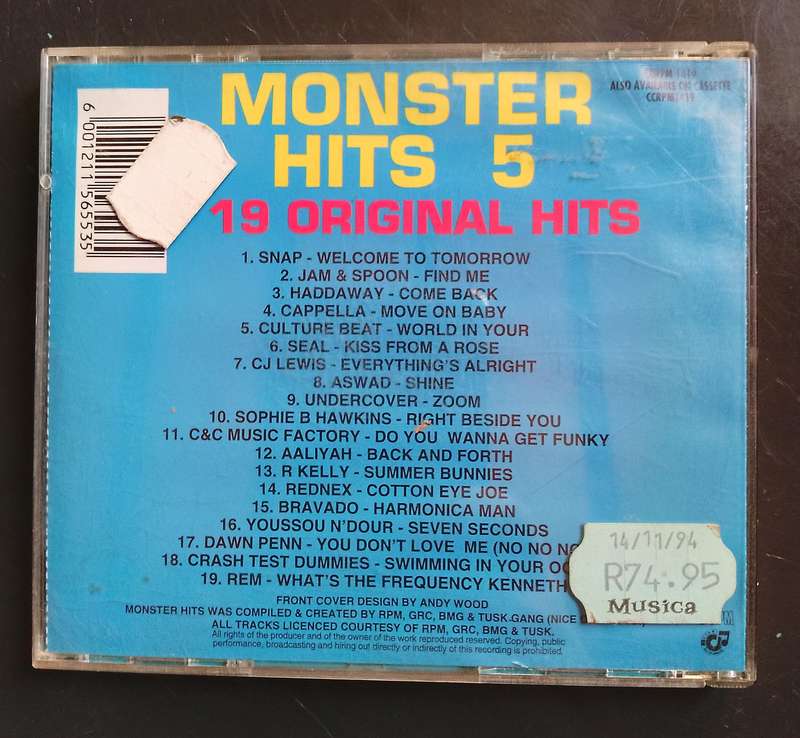 RPM 1419
ALSO AVAILABLE ON CASSETTE
CCRPM1419
6 001211 565535
MONSTER
HITS 5
19 ORIGINAL HITS
1. SNAP - WELCOME TO TOMORROW
2. JAM & SPOON - FIND ME
3. HADDAWAY - COME BACK
4. CAPPELLA - MOVE ON BABY
5. CULTURE BEAT - WORLD IN YOUR
6. SEAL - KISS FROM A ROSE
7. CJ LEWIS - EVERYTHING'S ALRIGHT
8. ASWAD - SHINE
9. UNDERCOVER - ZOOM
10. SOPHIE B HAWKINS - RIGHT BESIDE YOU
11. C&C MUSIC FACTORY - DO YOU WANNA GET FUNKY
12. AALIYAH - BACK AND FORTH
13. R KELLY - SUMMER BUNNIES
14. REDNEX - COTTON EYE JOE
15. BRAVADO - HARMONICA MAN
16. YOUSSOU N'DOUR - SEVEN SECONDS
17. DAWN PENN - YOU DON'T LOVE ME (NO NO
18. CRASH TEST DUMMIES - SWIMMING IN YOUR
19. REM - WHAT'S THE FREQUENCY KENNETH
14/11/94
R74.95
Musica
FRONT COVER DESIGN BY ANDY WOOD
MONSTER HITS WAS COMPILED & CREATED BY RPM, GRC, BMG & TUSK-GANG (NICE
ALL TRACKS LICENCED COURTESY OF RPM, GRC, BMG & TUSK.
All rights of the producer and of the owner of the work reproduced reserved. Copying, public
performance, broadcasting and hiring out directly or indirectly of this recording is prohibited.